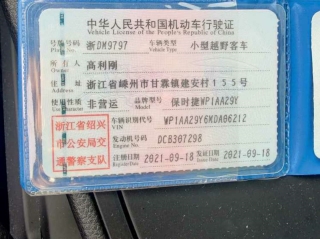 中华人民共和国机动车行驶证
Vehicle License of the People's Republic of China
号牌号码 浙DM9797 车辆类型 小型越野客车
Vehicle Type
所有人 高利刚
住址 浙江省嵊州市甘霖镇建安村155号
使用性质 非营运 品牌型号 保时捷WP1AA29Y
浙江省绍兴
市公安局交
通警察支队
车辆识别代号 WP1AA29Y6KDA06212
VIN
发动机号码 DCB307298
注册日期 2021-09-18 发证日期 2021-09-18